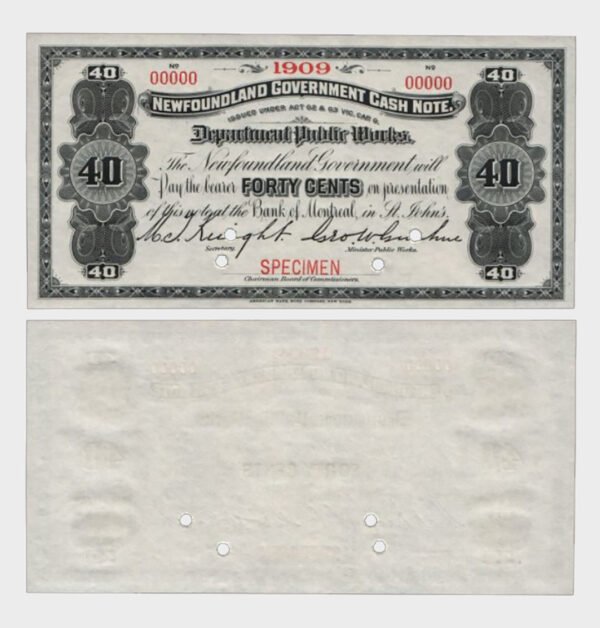 40 Nº 00000 1909 Nº 00000 40
NEWFOUNDLAND GOVERNMENT CASH NOTE.
ISSUED UNDER ACT 62 & 63 VIC. CAP 6.
Department Public Works.
The Newfoundland Government will
40 Pay the bearer FORTY CENTS on presentation 40
of this note at the Bank of Montreal, in St. John's.
Secretary. Minister Public Works.
40 SPECIMEN 40
Chairman Board of Commissioners.
AMERICAN BANK NOTE COMPANY, NEW YORK.